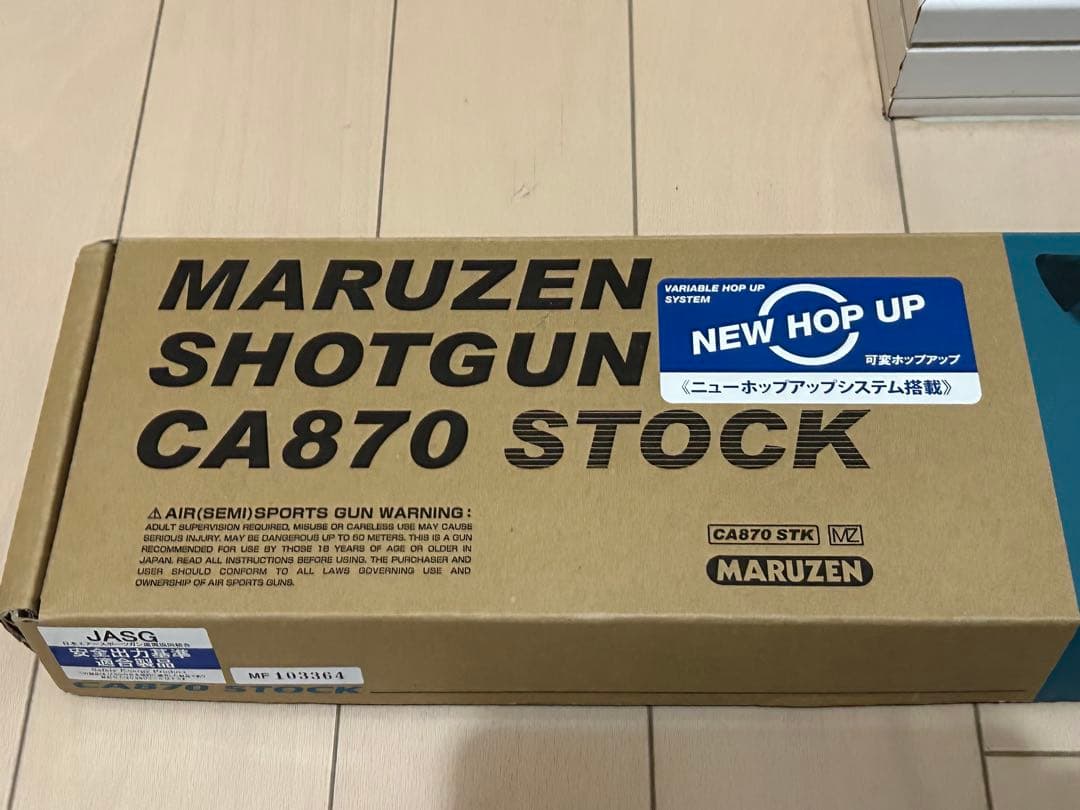 MARUZEN
SHOTGUN
CA870 STOCK
VARIABLE HOP UP
SYSTEM
NEW HOP UP
可変ホップアップ
《ニューホップアップシステム搭載》
⚠ AIR(SEMI)SPORTS GUN WARNING:
ADULT SUPERVISION REQUIRED, MISUSE OR CARELESS USE MAY CAUSE
SERIOUS INJURY. MAY BE DANGEROUS UP TO 50 METERS. THIS IS A GUN
RECOMMENDED FOR USE BY THOSE 18 YEARS OF AGE OR OLDER IN
JAPAN. READ ALL INSTRUCTIONS BEFORE USING. THE PURCHASER AND
USER SHOULD CONFORM TO ALL LAWS GOVERNING USE AND
OWNERSHIP OF AIR SPORTS GUNS.
CA870 STK MZ
MARUZEN
JASG
安全出力基準
適合製品
MF 103364
CA870 STOCK